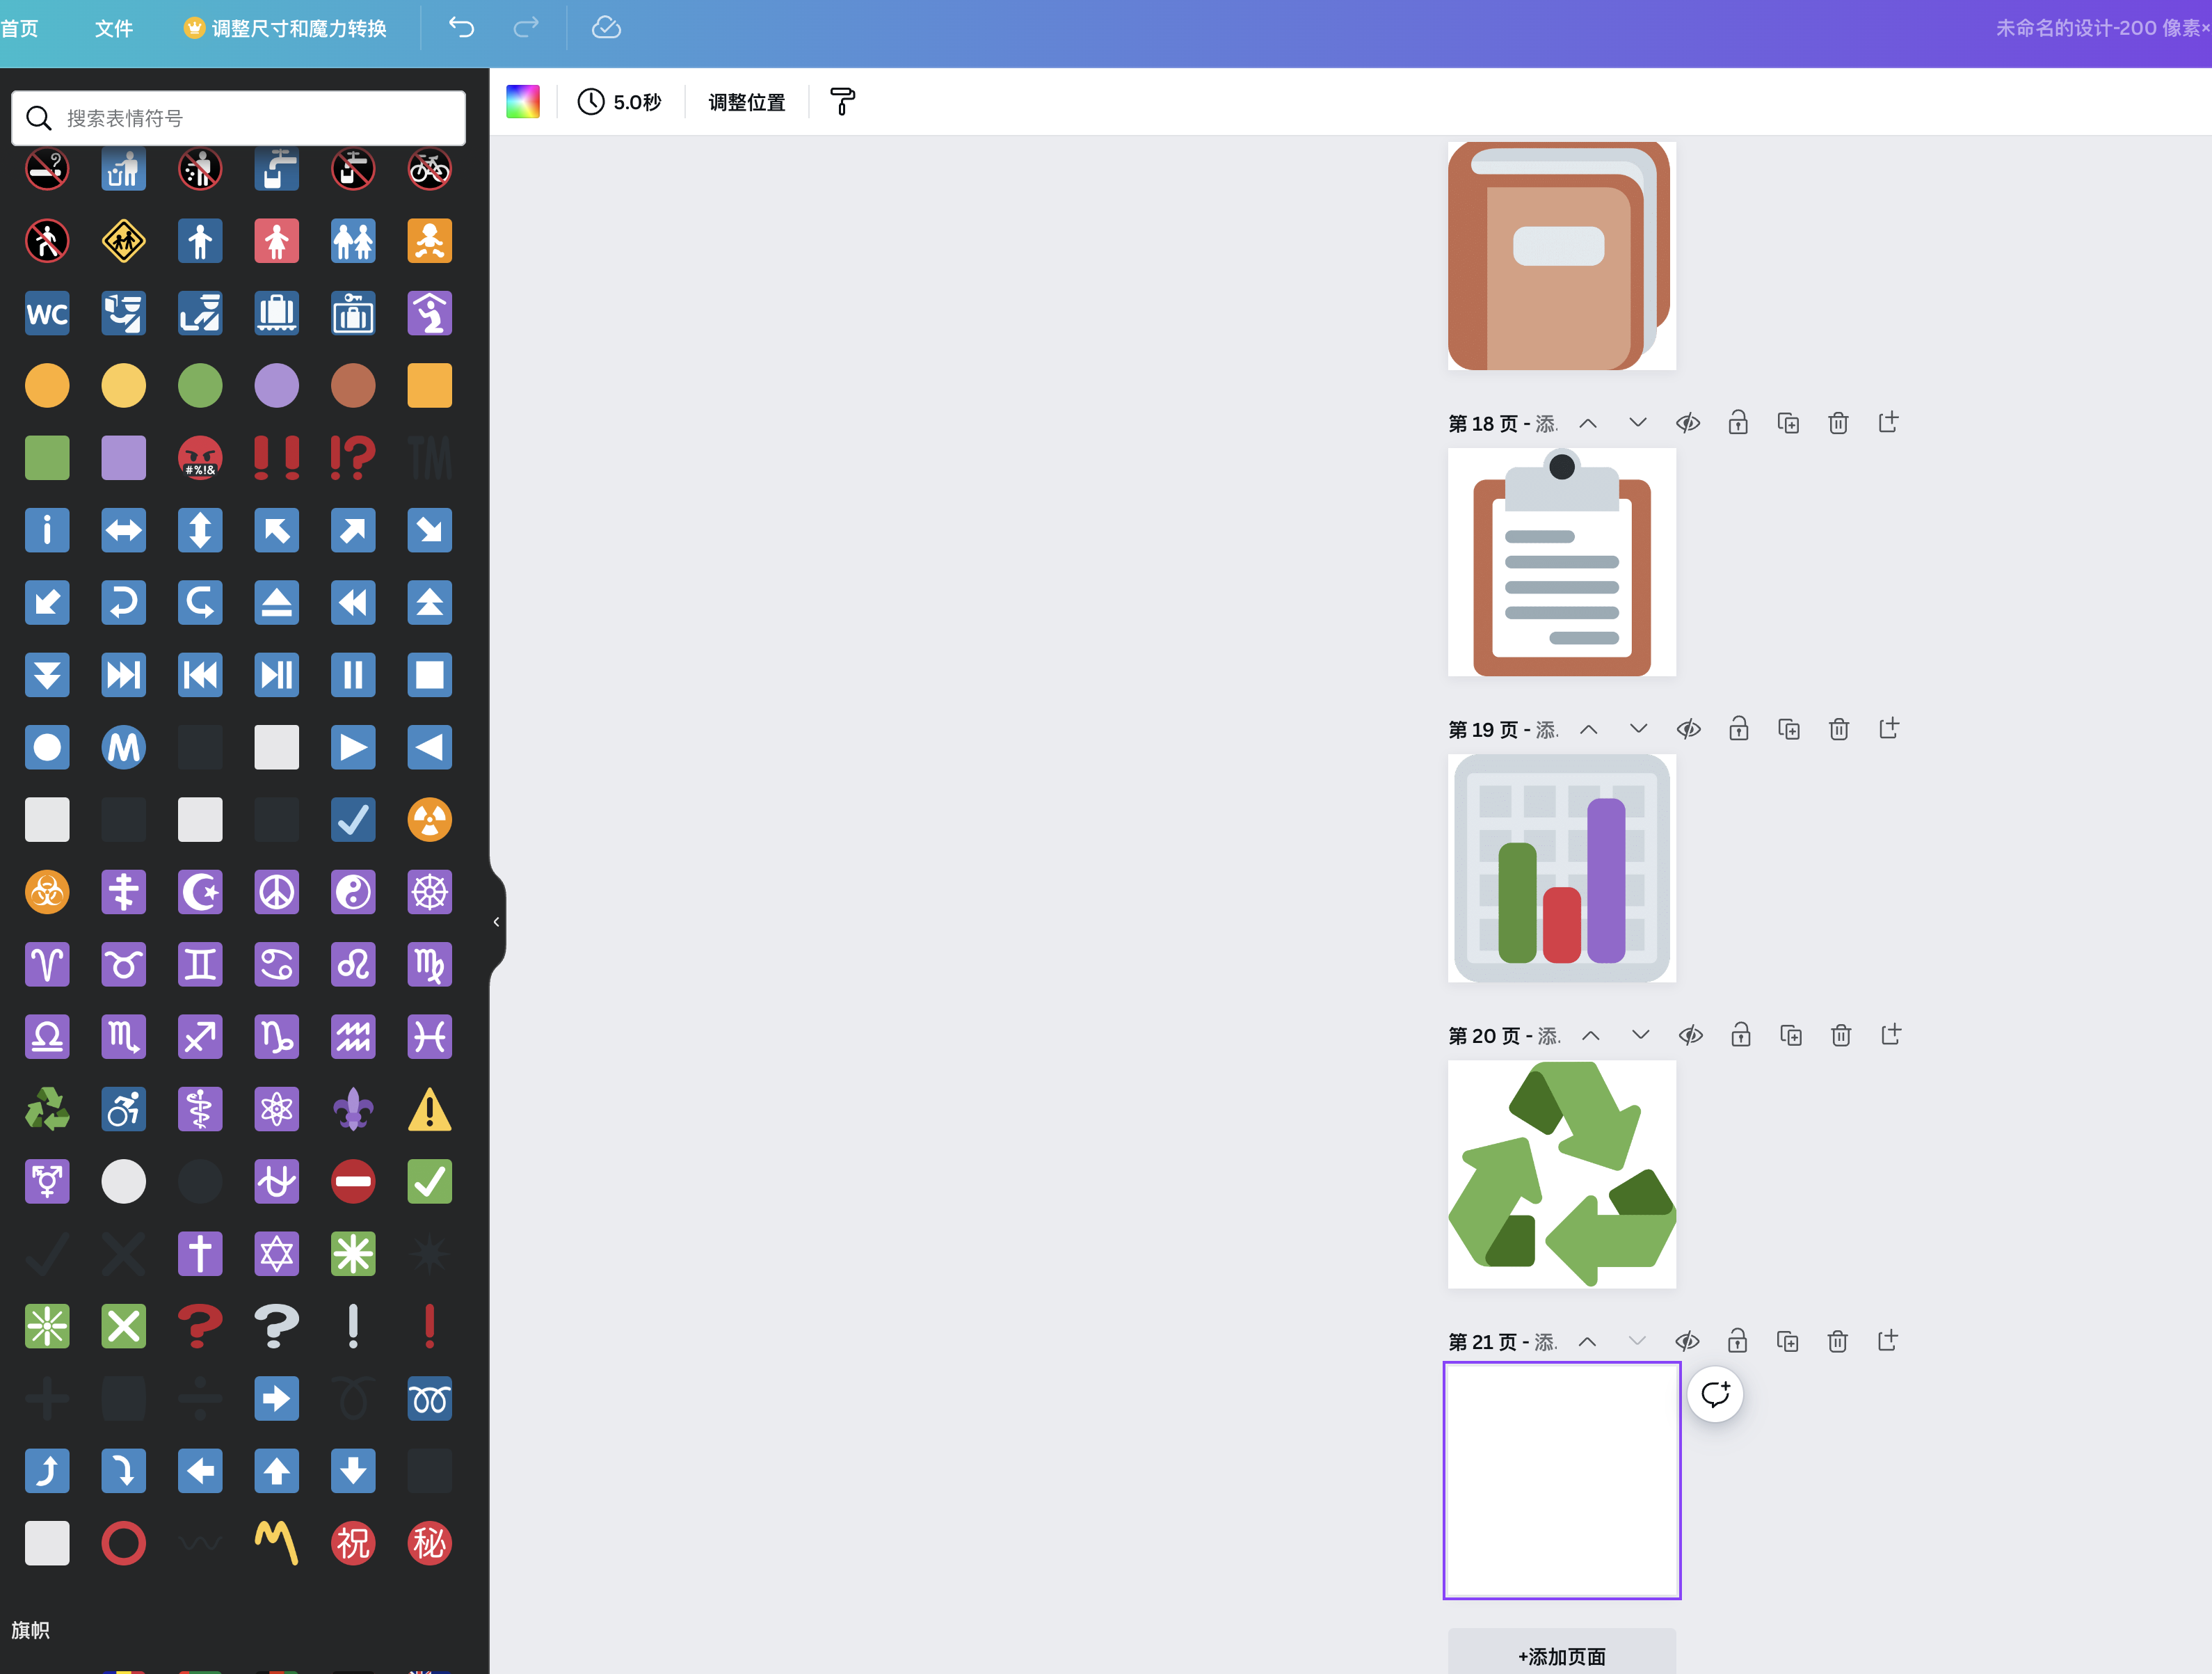 首页 文件 调整尺寸和魔力转换 未命名的设计-200 像素×
搜索表情符号
5.0秒 调整位置
WC
#%!&
!! !? TM
i
M
第 18 页 - 添.
第 19 页 - 添.
第 20 页 - 添.
第 21 页 - 添.
? ? ! !
祝 秘
旗帜
+添加页面